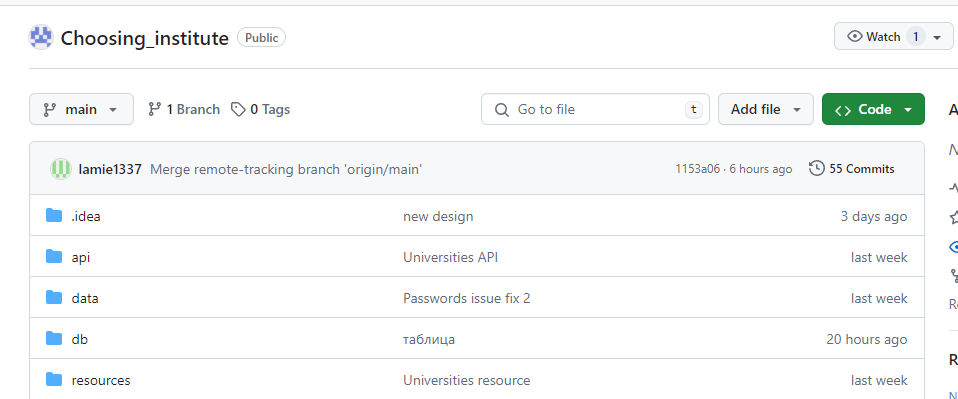 Choosing_institute Public Watch 1
main 1 Branch 0 Tags Go to file t Add file Code
lamie1337 Merge remote-tracking branch 'origin/main' 1153a06 · 6 hours ago 55 Commits
.idea new design 3 days ago
api Universities API last week
data Passwords issue fix 2 last week
db таблица 20 hours ago
resources Universities resource last week